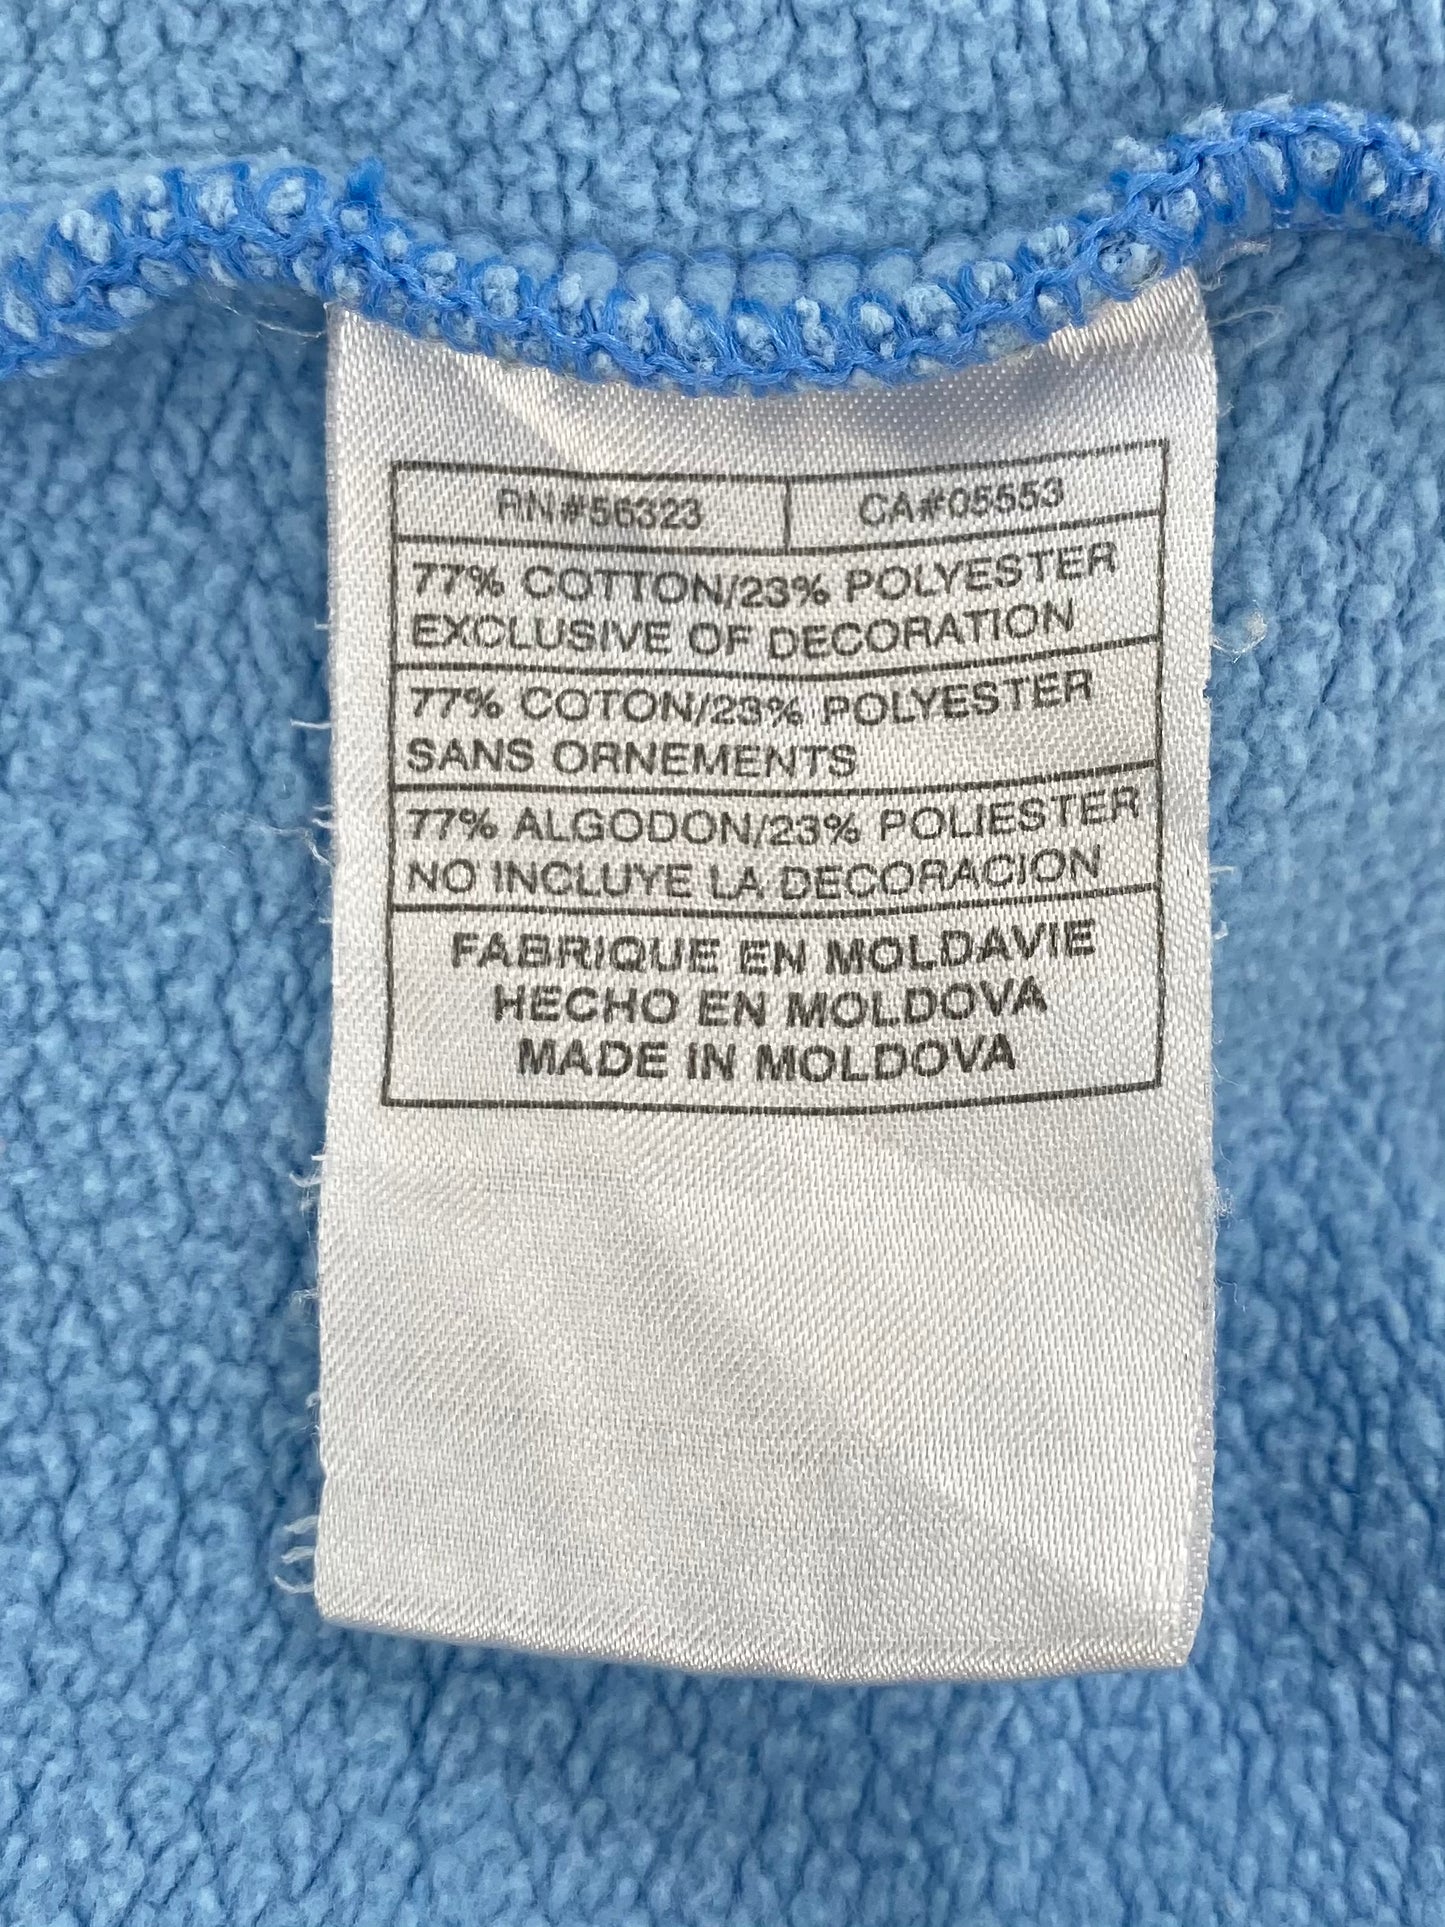 RN#56323 CA#05553
77% COTTON/23% POLYESTER
EXCLUSIVE OF DECORATION
77% COTON/23% POLYESTER
SANS ORNEMENTS
77% ALGODON/23% POLIESTER
NO INCLUYE LA DECORACION
FABRIQUE EN MOLDAVIE
HECHO EN MOLDOVA
MADE IN MOLDOVA